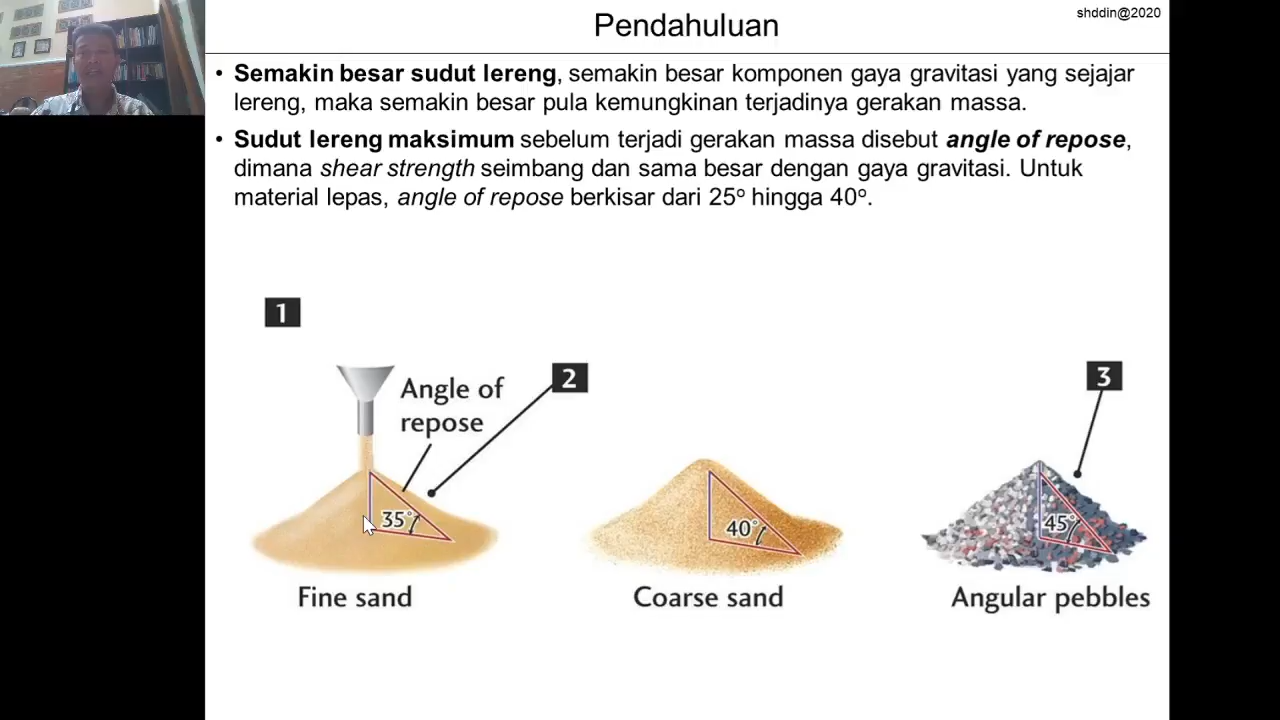 Pendahuluan
shddin@2020
• Semakin besar sudut lereng, semakin besar komponen gaya gravitasi yang sejajar
lereng, maka semakin besar pula kemungkinan terjadinya gerakan massa.
• Sudut lereng maksimum sebelum terjadi gerakan massa disebut angle of repose,
dimana shear strength seimbang dan sama besar dengan gaya gravitasi. Untuk
material lepas, angle of repose berkisar dari 25º hingga 40º.
1
Angle of
repose
2
3
35°
40°
45°
Fine sand
Coarse sand
Angular pebbles